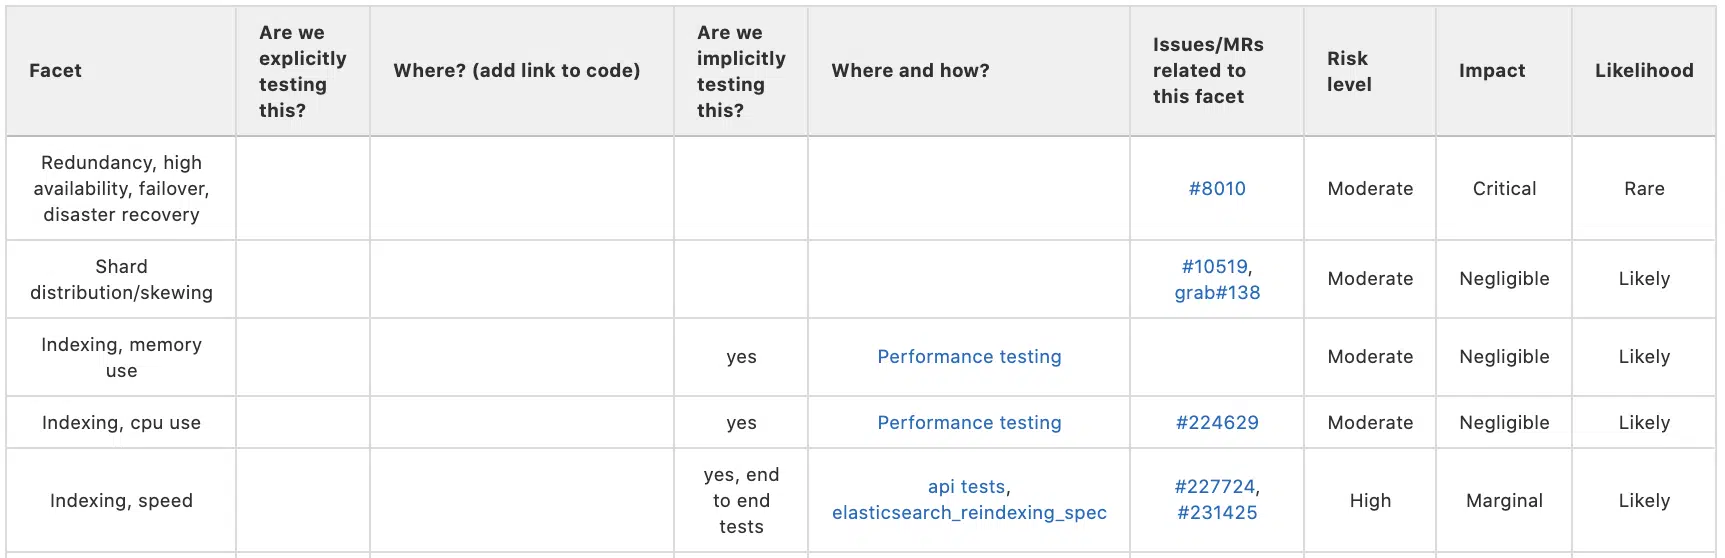 Facet
Are we
explicitly
testing
this?
Where? (add link to code)
Are we
implicitly
testing
this?
Where and how?
Issues/MRs
related to
this facet
Risk
level
Impact
Likelihood
Redundancy, high
availability, failover,
disaster recovery
#8010
Moderate
Critical
Rare
Shard
distribution/skewing
#10519,
grab#138
Moderate
Negligible
Likely
Indexing, memory
use
yes
Performance testing
Moderate
Negligible
Likely
Indexing, cpu use
yes
Performance testing
#224629
Moderate
Negligible
Likely
Indexing, speed
yes, end
to end
tests
api tests,
elasticsearch_reindexing_spec
#227724,
#231425
High
Marginal
Likely